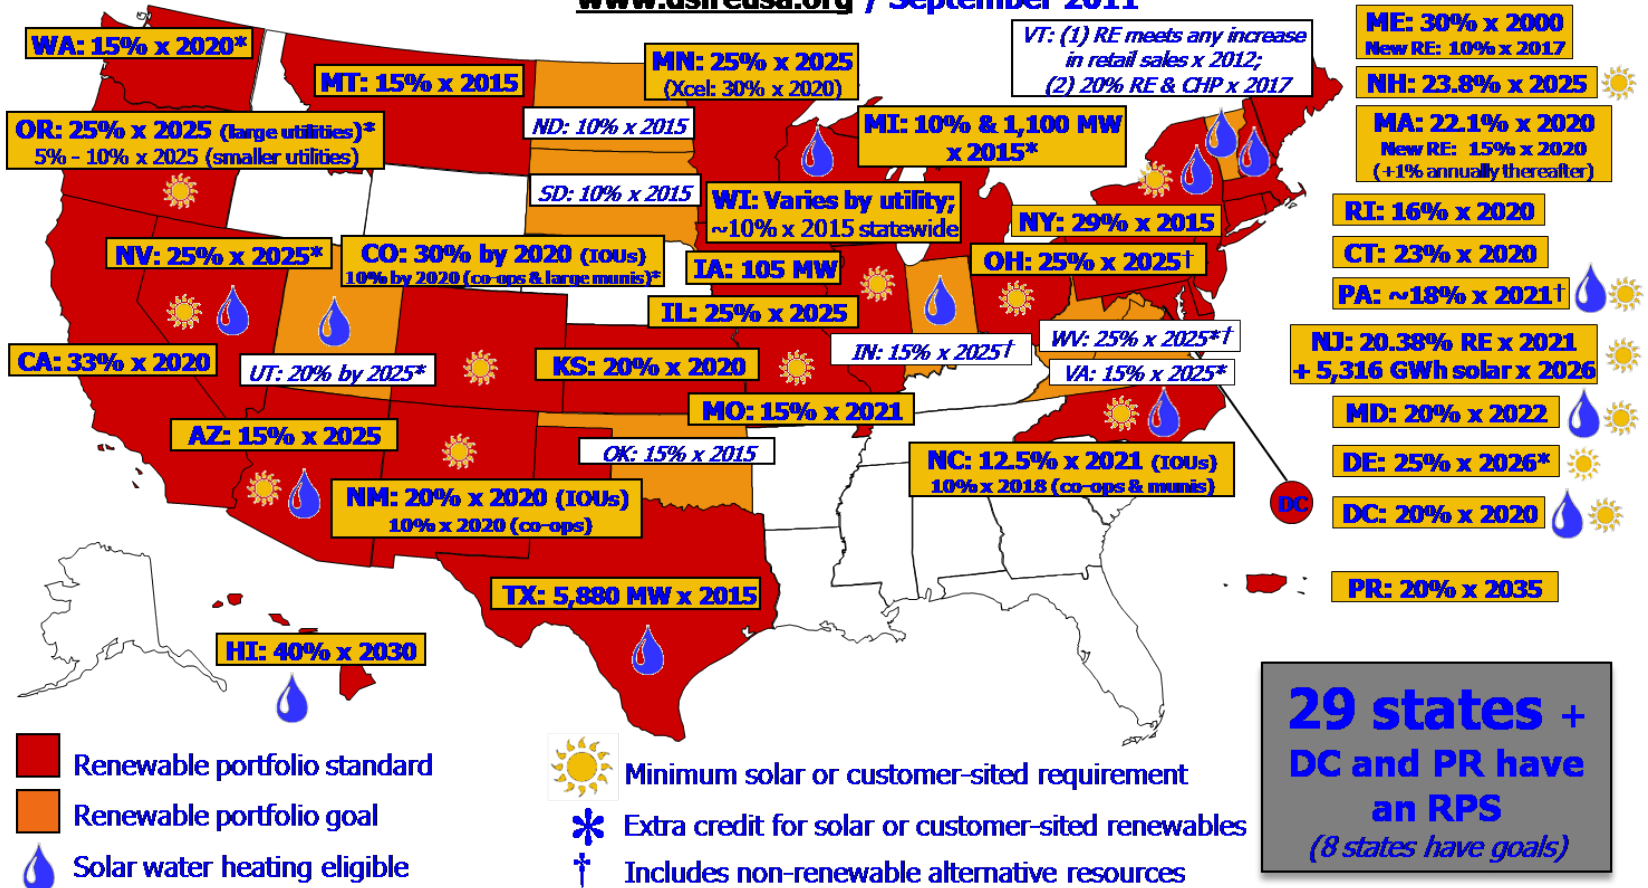 www.dsireusa.org / September 2011
WA: 15% x 2020*
MT: 15% x 2015
MN: 25% x 2025
(Xcel: 30% x 2020)
VT: (1) RE meets any increase
in retail sales x 2012;
(2) 20% RE & CHP x 2017
ME: 30% x 2000
New RE: 10% x 2017
NH: 23.8% x 2025
OR: 25% x 2025 (large utilities)*
5% - 10% x 2025 (smaller utilities)
ND: 10% x 2015
MI: 10% & 1,100 MW
x 2015*
MA: 22.1% x 2020
New RE: 15% x 2020
(+1% annually thereafter)
SD: 10% x 2015
WI: Varies by utility;
~10% x 2015 statewide
NY: 29% x 2015
RI: 16% x 2020
NV: 25% x 2025*
CO: 30% by 2020 (IOUs)
10% by 2020 (co-ops & large munis)*
IA: 105 MW
OH: 25% x 2025†
CT: 23% x 2020
PA: ~18% x 2021†
IL: 25% x 2025
CA: 33% x 2020
UT: 20% by 2025*
KS: 20% x 2020
IN: 15% x 2025†
WV: 25% x 2025*†
VA: 15% x 2025*
NJ: 20.38% RE x 2021
+ 5,316 GWh solar x 2026
MO: 15% x 2021
MD: 20% x 2022
AZ: 15% x 2025
OK: 15% x 2015
NC: 12.5% x 2021 (IOUs)
10% x 2018 (co-ops & munis)
DE: 25% x 2026*
NM: 20% x 2020 (IOUs)
10% x 2020 (co-ops)
DC
DC: 20% x 2020
TX: 5,880 MW x 2015
PR: 20% x 2035
HI: 40% x 2030
29 states +
DC and PR have
an RPS
(8 states have goals)
Renewable portfolio standard
Renewable portfolio goal
Solar water heating eligible
Minimum solar or customer-sited requirement
* Extra credit for solar or customer-sited renewables
† Includes non-renewable alternative resources